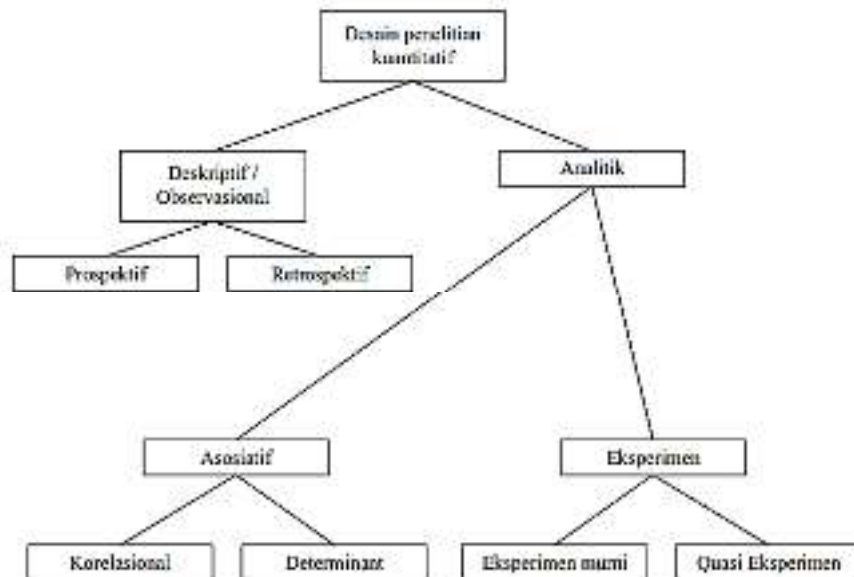 Desain penelitian
kuantitatif
Deskriptif /
Observasional
Analitik
Prospektif
Retrospektif
Asosiatif
Eksperimen
Korelasional
Determinant
Eksperimen murni
Quasi Eksperimen